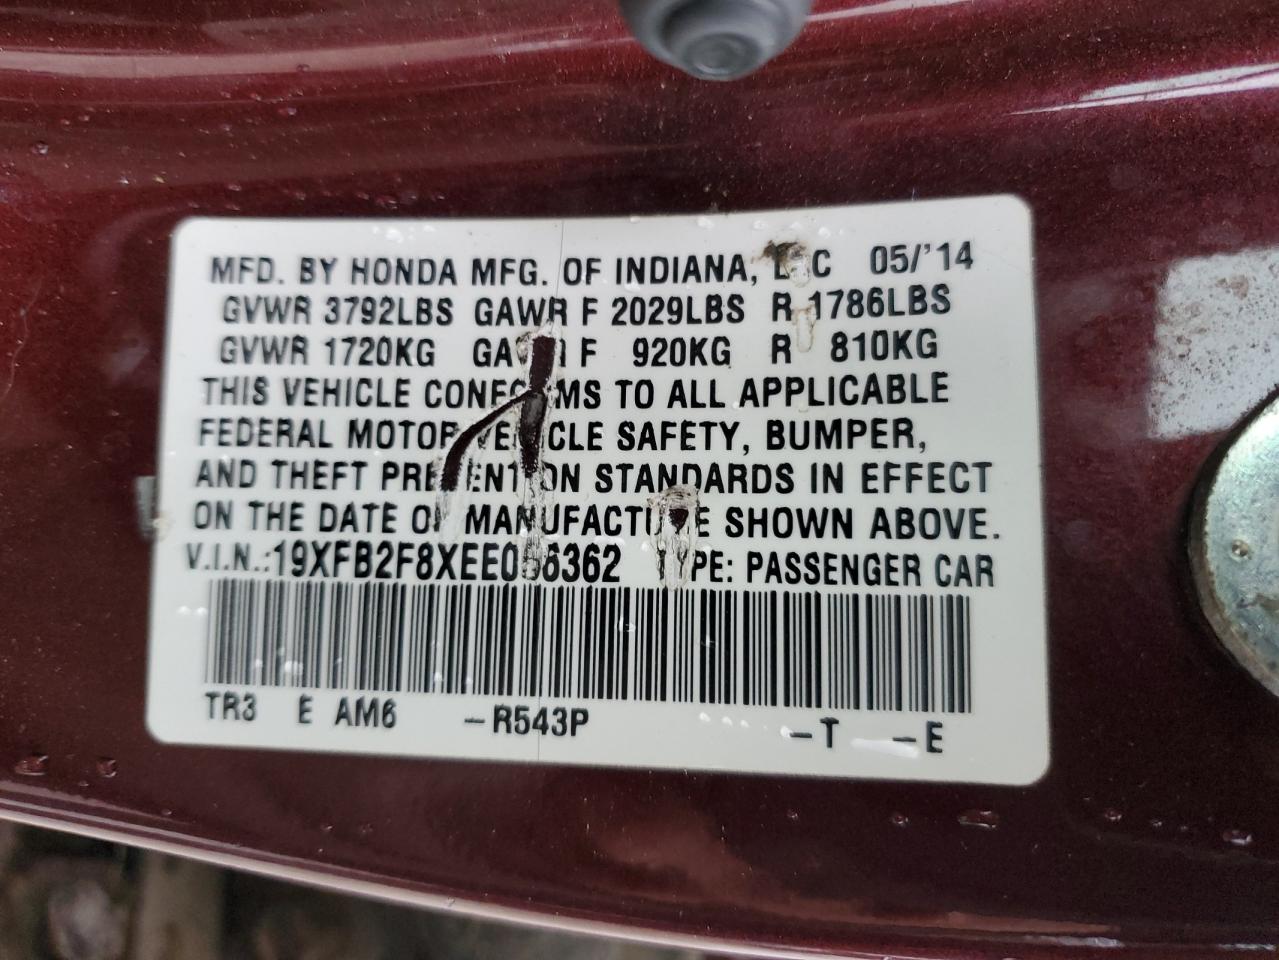 MFD. BY HONDA MFG. OF INDIANA, LLC 05/'14
GVWR 3792LBS GAWR F 2029LBS R 1786LBS
GVWR 1720KG GAWR F 920KG R 810KG
THIS VEHICLE CONFORMS TO ALL APPLICABLE
FEDERAL MOTOR VEHICLE SAFETY, BUMPER,
AND THEFT PREVENTION STANDARDS IN EFFECT
ON THE DATE OF MANUFACTURE SHOWN ABOVE.
V.I.N.: TYPE: PASSENGER CAR
TR3 E AM6 -R543P -T -E